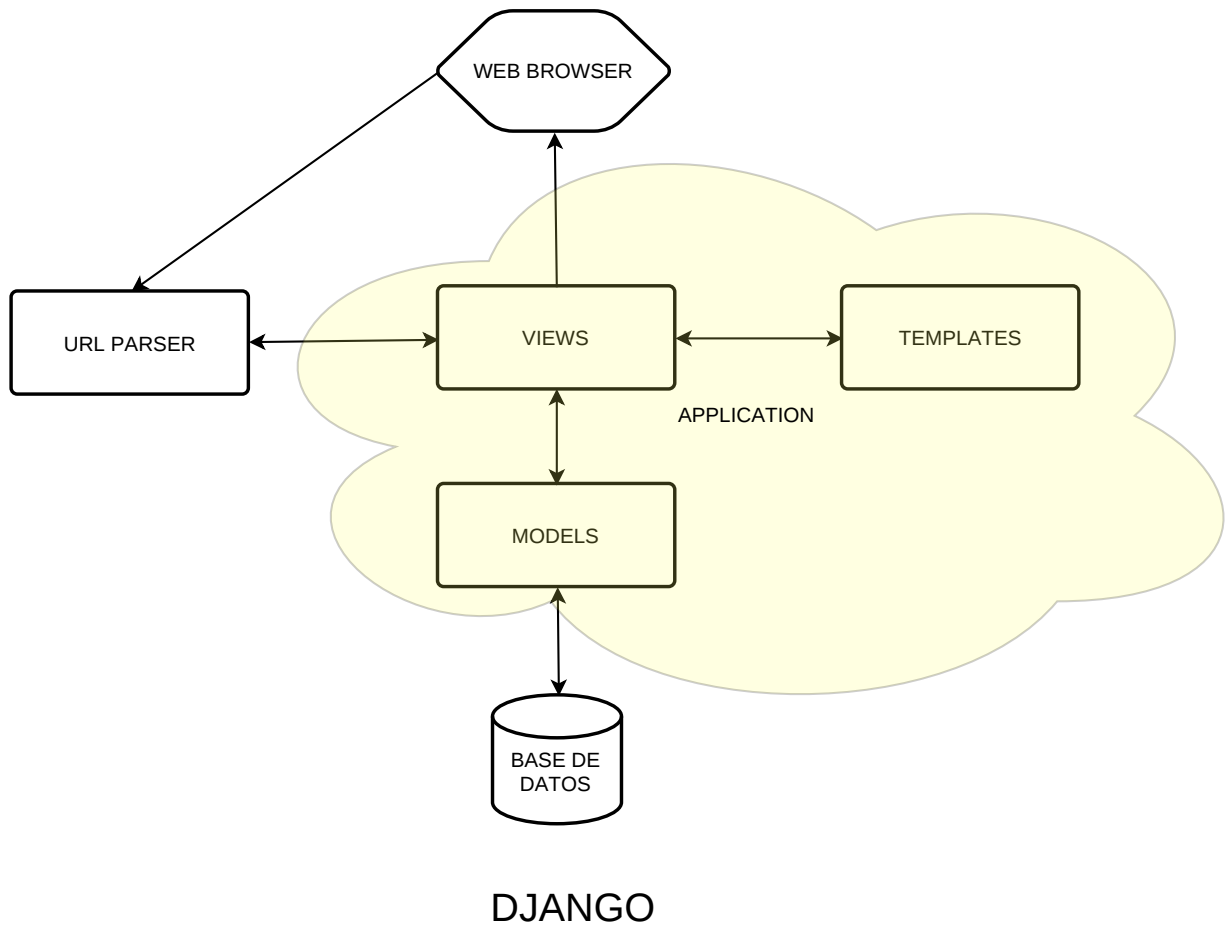 WEB BROWSER
URL PARSER
VIEWS
TEMPLATES
APPLICATION
MODELS
BASE DE
DATOS
DJANGO